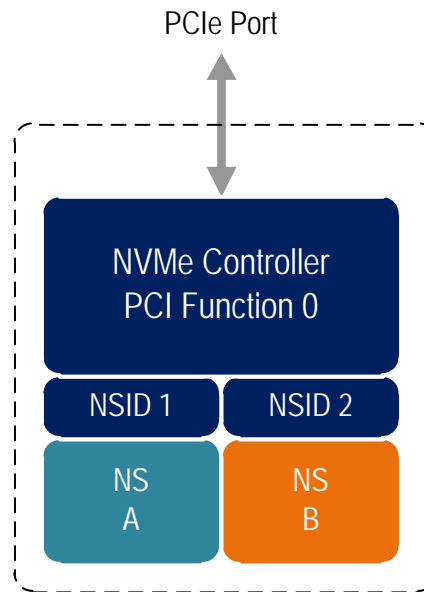 PCIe Port
NVMe Controller
PCI Function 0
NSID 1
NSID 2
NS
A
NS
B